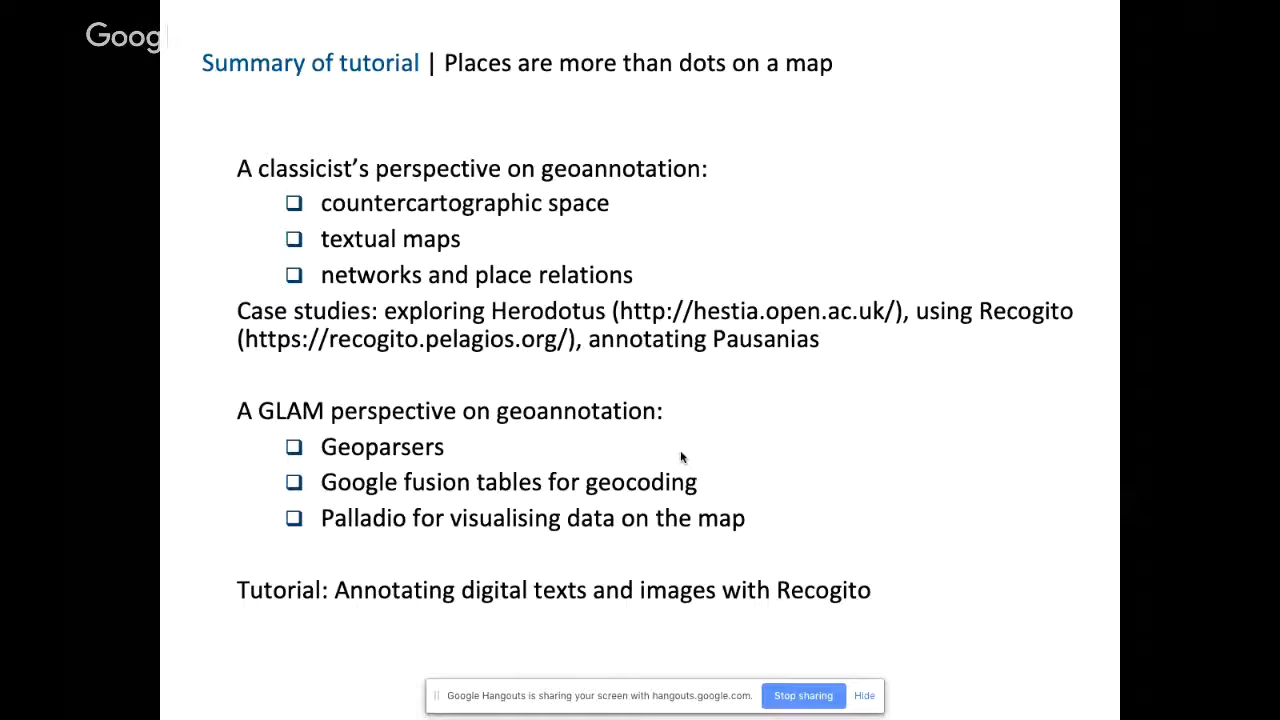 Googl
Summary of tutorial | Places are more than dots on a map
A classicist’s perspective on geoannotation:
❑ countercartographic space
❑ textual maps
❑ networks and place relations
Case studies: exploring Herodotus (http://hestia.open.ac.uk/), using Recogito
(https://recogito.pelagios.org/), annotating Pausanias
A GLAM perspective on geoannotation:
❑ Geoparsers
❑ Google fusion tables for geocoding
❑ Palladio for visualising data on the map
Tutorial: Annotating digital texts and images with Recogito
Google Hangouts is sharing your screen with hangouts.google.com. Stop sharing Hide